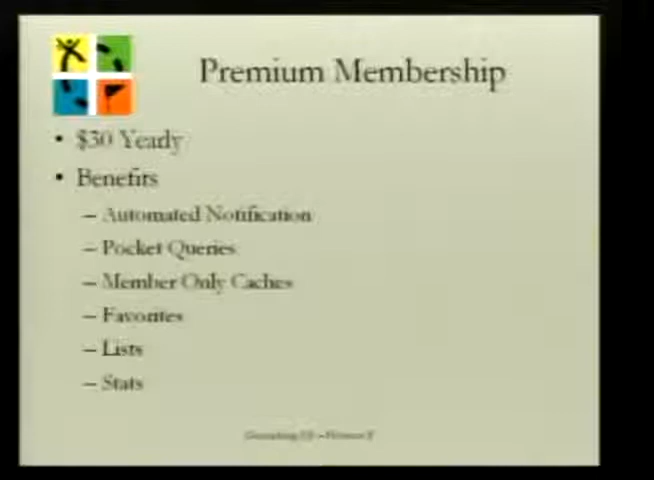 Premium Membership
• $30 Yearly
• Benefits
– Automated Notification
– Pocket Queries
– Member Only Caches
– Favorites
– Lists
– Stats